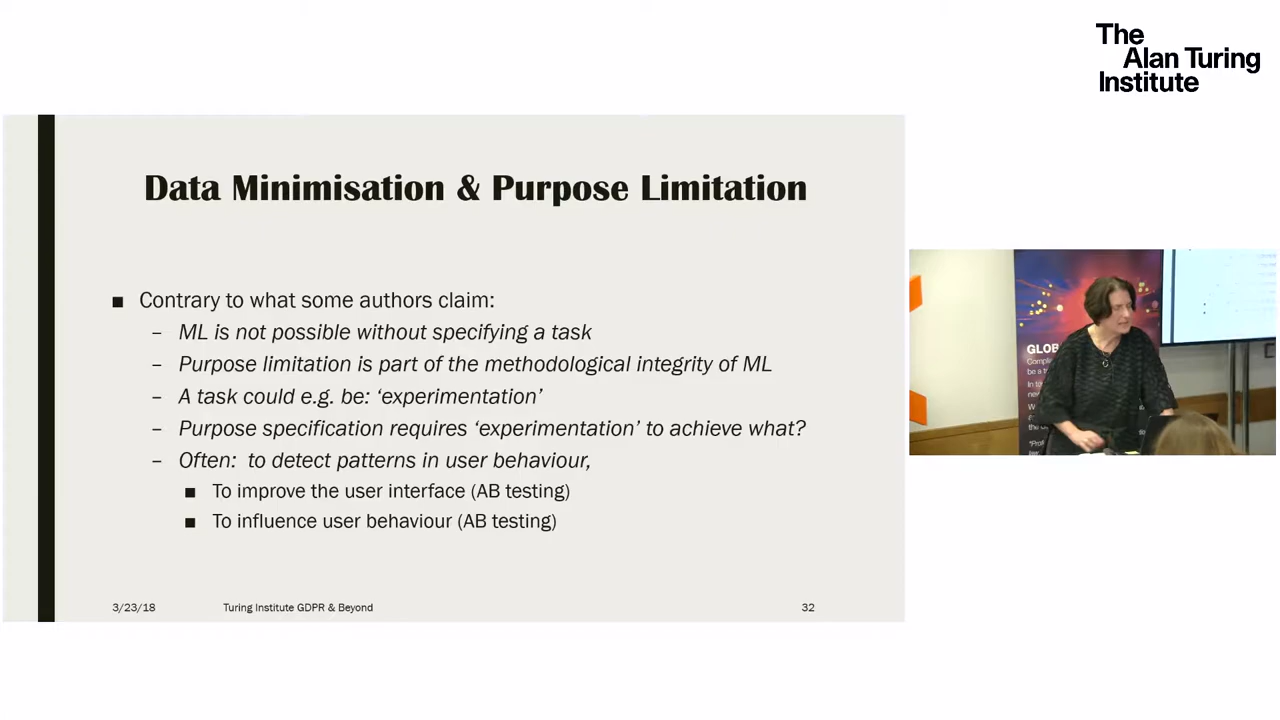 The
Alan Turing
Institute
Data Minimisation & Purpose Limitation
■ Contrary to what some authors claim:
– ML is not possible without specifying a task
– Purpose limitation is part of the methodological integrity of ML
– A task could e.g. be: ‘experimentation’
– Purpose specification requires ‘experimentation’ to achieve what?
– Often: to detect patterns in user behaviour,
■ To improve the user interface (AB testing)
■ To influence user behaviour (AB testing)
3/23/18 Turing Institute GDPR & Beyond 32